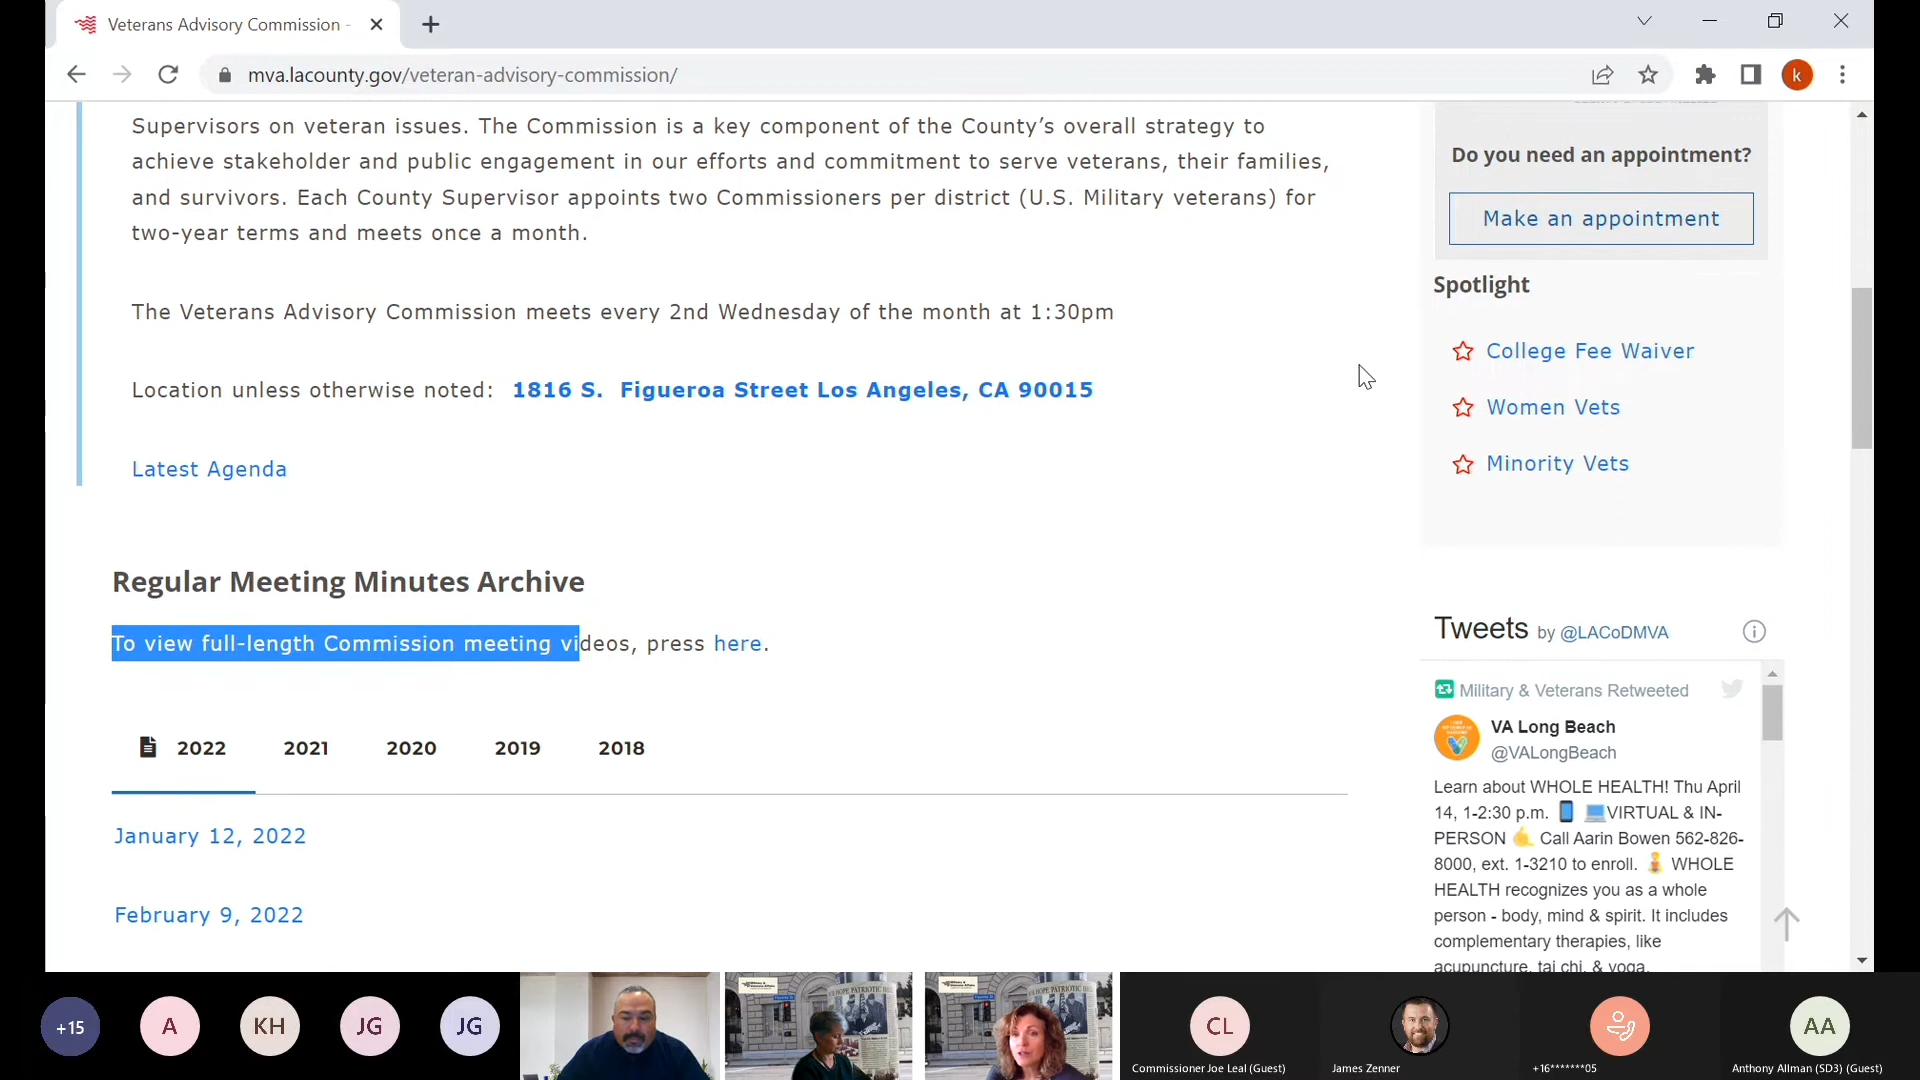 Veterans Advisory Commission -
mva.lacounty.gov/veteran-advisory-commission/
k
Supervisors on veteran issues. The Commission is a key component of the County’s overall strategy to
achieve stakeholder and public engagement in our efforts and commitment to serve veterans, their families,
and survivors. Each County Supervisor appoints two Commissioners per district (U.S. Military veterans) for
two-year terms and meets once a month.
The Veterans Advisory Commission meets every 2nd Wednesday of the month at 1:30pm
Location unless otherwise noted: 1816 S. Figueroa Street Los Angeles, CA 90015
Latest Agenda
Regular Meeting Minutes Archive
To view full-length Commission meeting videos, press here.
2022 2021 2020 2019 2018
January 12, 2022
February 9, 2022
Do you need an appointment?
Make an appointment
Spotlight
College Fee Waiver
Women Vets
Minority Vets
Tweets by @LACoDMVA
Military & Veterans Retweeted
VA Long Beach
@VALongBeach
Learn about WHOLE HEALTH! Thu April
14, 1-2:30 p.m. 📱 💻VIRTUAL & IN-
PERSON 🤙 Call Aarin Bowen 562-826-
8000, ext. 1-3210 to enroll. 🧘 WHOLE
HEALTH recognizes you as a whole
person - body, mind & spirit. It includes
complementary therapies, like
acupuncture, tai chi, & yoga.
+15
A
KH
JG
JG
CL
Commissioner Joe Leal (Guest)
James Zenner
+16*******05
AA
Anthony Allman (SD3) (Guest)